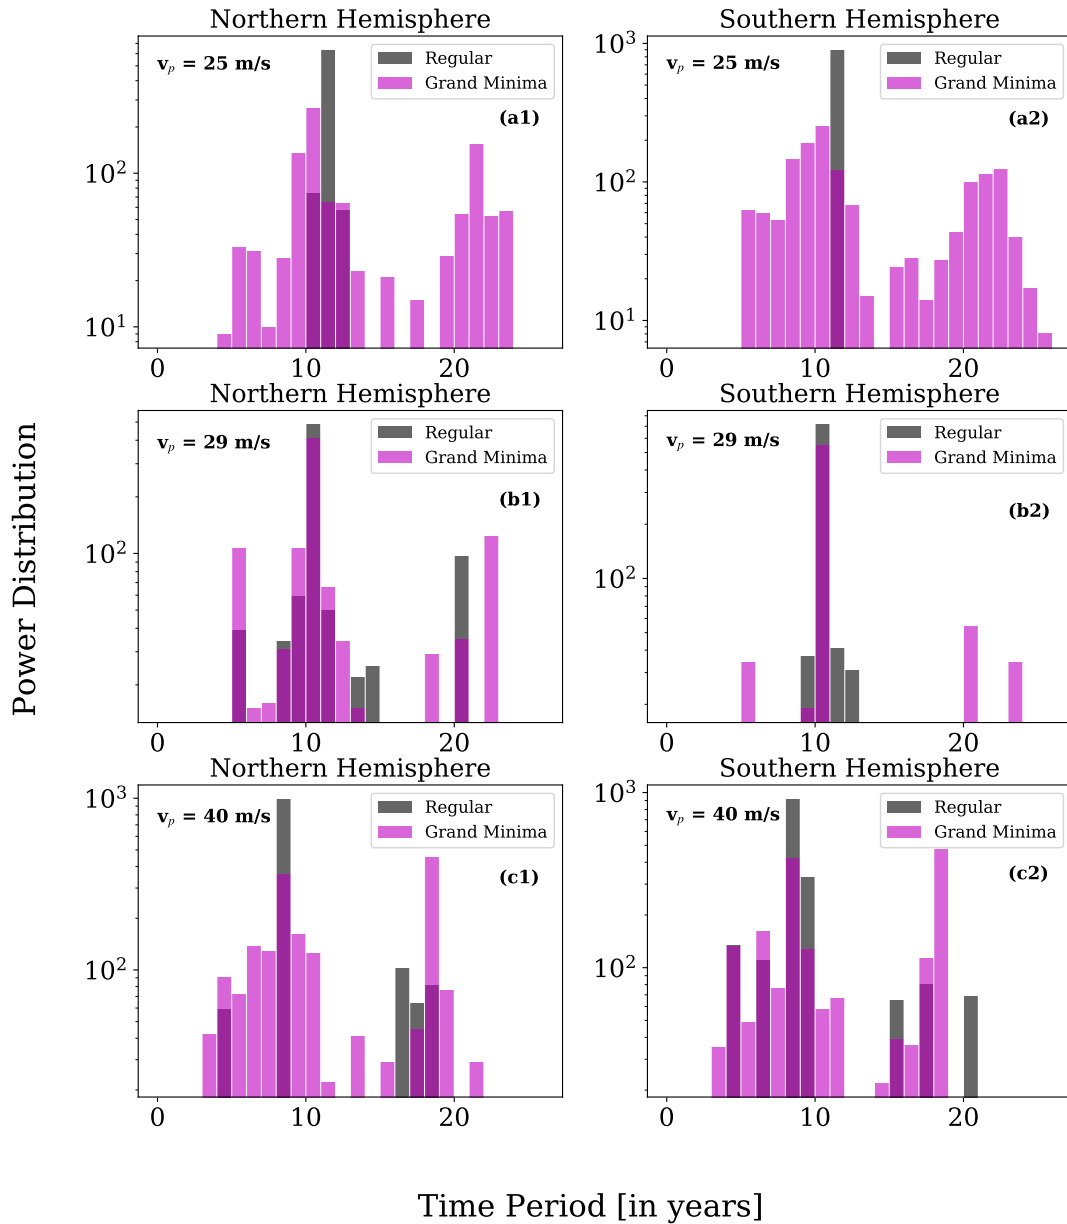 Northern Hemisphere
v_p = 25 m/s
Regular
Grand Minima
(a1)
10^2
10^1
0 10 20
Southern Hemisphere
v_p = 25 m/s
Regular
Grand Minima
(a2)
10^3
10^2
10^1
0 10 20
Northern Hemisphere
v_p = 29 m/s
Regular
Grand Minima
(b1)
10^2
0 10 20
Southern Hemisphere
v_p = 29 m/s
Regular
Grand Minima
(b2)
10^2
0 10 20
Northern Hemisphere
v_p = 40 m/s
Regular
Grand Minima
(c1)
10^3
10^2
0 10 20
Southern Hemisphere
v_p = 40 m/s
Regular
Grand Minima
(c2)
10^3
10^2
0 10 20
Power Distribution
Time Period [in years]